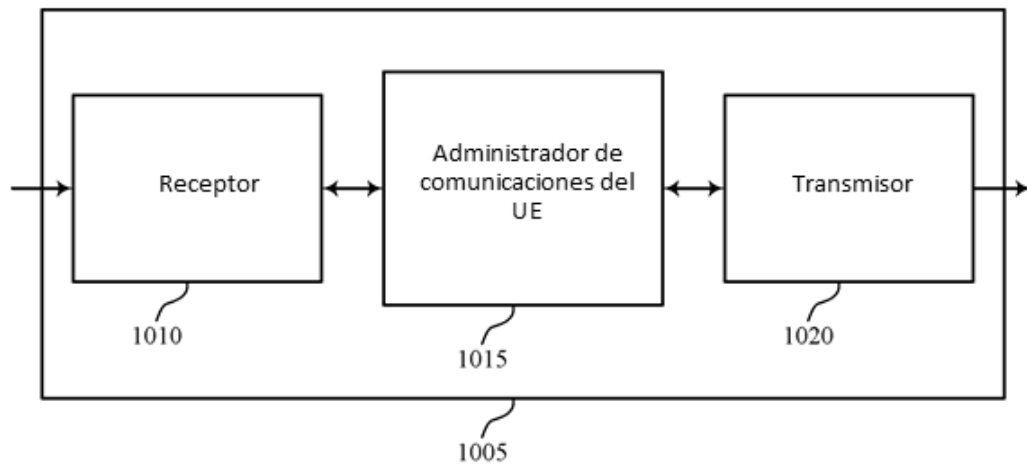 Receptor
Administrador de
comunicaciones del
UE
Transmisor
1010
1015
1020
1005